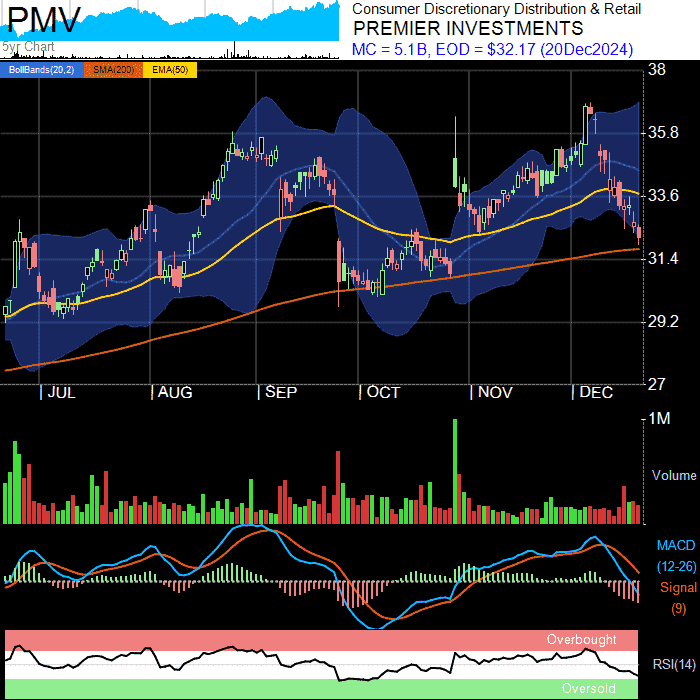 PMV
5yr Chart
Consumer Discretionary Distribution & Retail
PREMIER INVESTMENTS
MC = 5.1B, EOD = $32.17 (20Dec2024)
BollBands(20,2) SMA(200) EMA(50)
38
35.8
33.6
31.4
29.2
27
JUL AUG SEP OCT NOV DEC
1M
Volume
MACD
(12-26)
Signal
(9)
Overbought
RSI(14)
Oversold